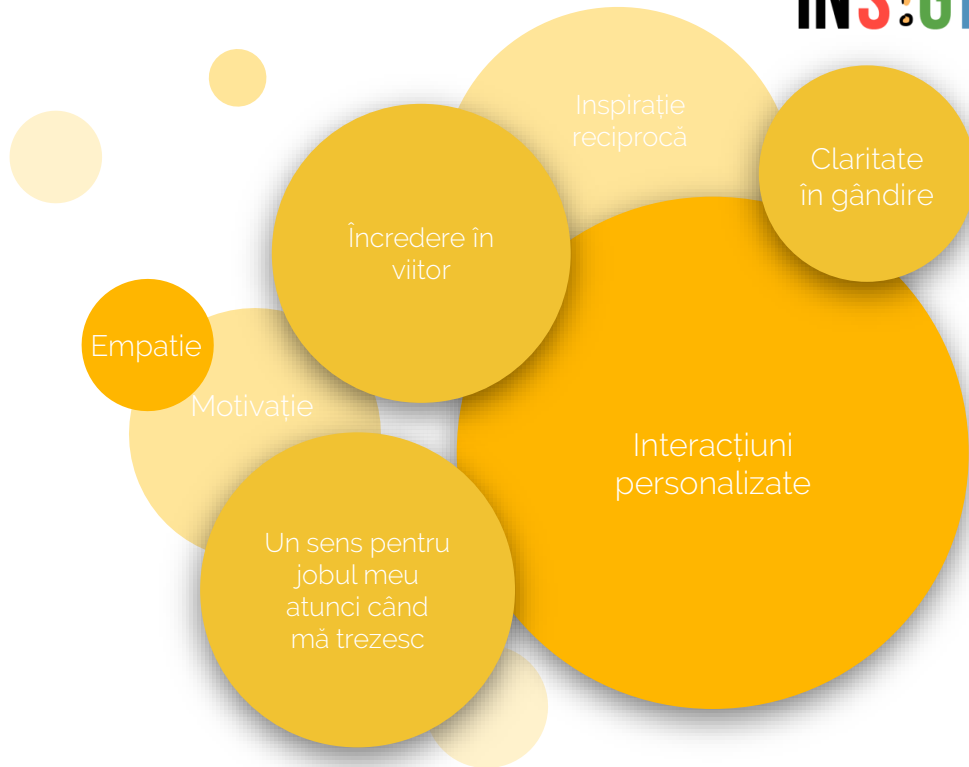 Inspirație
reciprocă
Claritate
în gândire
Încredere în
viitor
Empatie
Motivație
Interacțiuni
personalizate
Un sens pentru
jobul meu
atunci când
mă trezesc